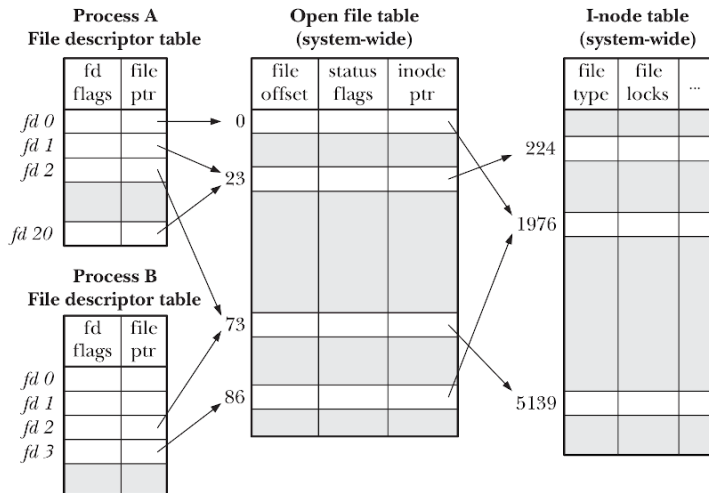 Process A
File descriptor table
fd flags
file ptr
fd 0
fd 1
fd 2
fd 20
Process B
File descriptor table
fd flags
file ptr
fd 0
fd 1
fd 2
fd 3
Open file table
(system-wide)
file offset
status flags
inode ptr
0
23
73
86
I-node table
(system-wide)
file type
file locks
...
224
1976
5139